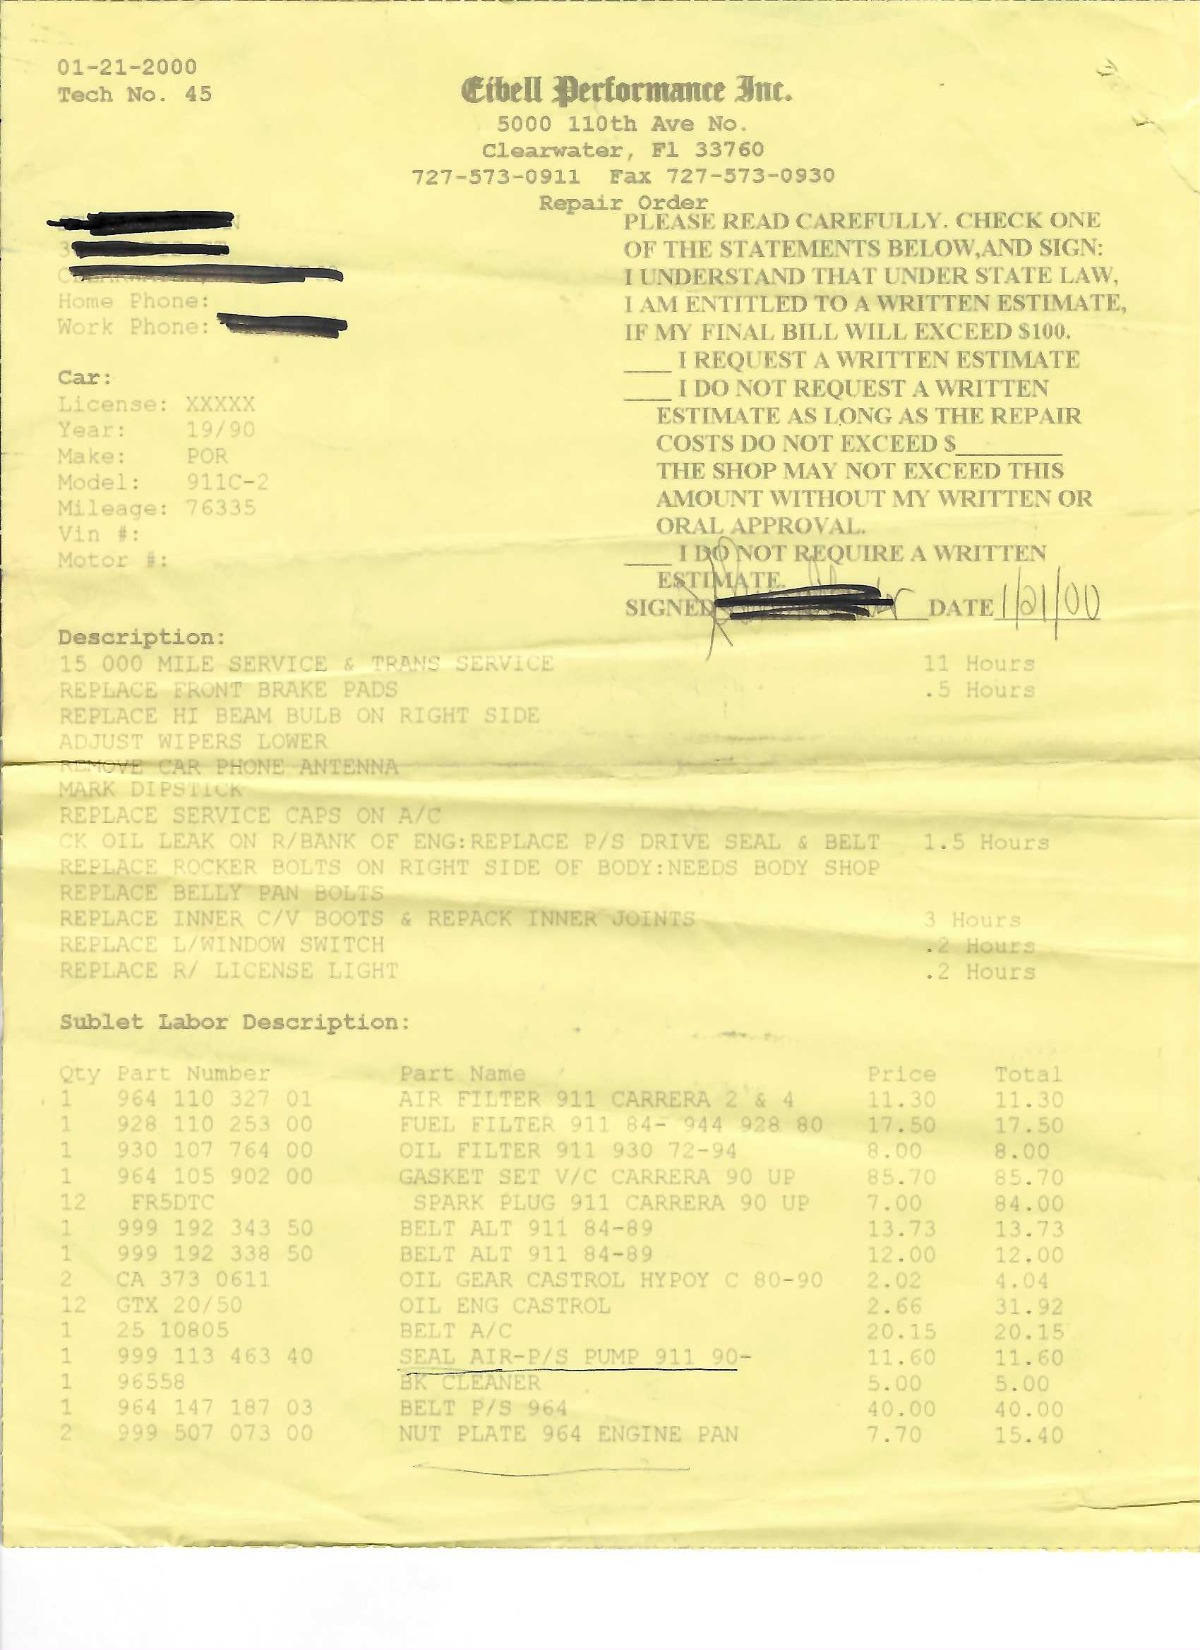 01-21-2000
Tech No. 45
Eibell Performance Inc.
5000 110th Ave No.
Clearwater, Fl 33760
727-573-0911 Fax 727-573-0930
Repair Order
Home Phone:
Work Phone:
Car:
License: XXXXX
Year: 19/90
Make: POR
Model: 911C-2
Mileage: 76335
Vin #:
Motor #:
PLEASE READ CAREFULLY. CHECK ONE
OF THE STATEMENTS BELOW,AND SIGN:
I UNDERSTAND THAT UNDER STATE LAW,
I AM ENTITLED TO A WRITTEN ESTIMATE,
IF MY FINAL BILL WILL EXCEED $100.
____ I REQUEST A WRITTEN ESTIMATE
____ I DO NOT REQUEST A WRITTEN
ESTIMATE AS LONG AS THE REPAIR
COSTS DO NOT EXCEED $_________
THE SHOP MAY NOT EXCEED THIS
AMOUNT WITHOUT MY WRITTEN OR
ORAL APPROVAL.
____ I DO NOT REQUIRE A WRITTEN
ESTIMATE.
SIGNED DATE 1/21/00
Description:
15 000 MILE SERVICE & TRANS SERVICE 11 Hours
REPLACE FRONT BRAKE PADS .5 Hours
REPLACE HI BEAM BULB ON RIGHT SIDE
ADJUST WIPERS LOWER
REMOVE CAR PHONE ANTENNA
MARK DIPSTICK
REPLACE SERVICE CAPS ON A/C
CK OIL LEAK ON R/BANK OF ENG:REPLACE P/S DRIVE SEAL & BELT 1.5 Hours
REPLACE ROCKER BOLTS ON RIGHT SIDE OF BODY:NEEDS BODY SHOP
REPLACE BELLY PAN BOLTS
REPLACE INNER C/V BOOTS & REPACK INNER JOINTS 3 Hours
REPLACE L/WINDOW SWITCH .2 Hours
REPLACE R/ LICENSE LIGHT .2 Hours
Sublet Labor Description:
Qty Part Number Part Name Price Total
1 964 110 327 01 AIR FILTER 911 CARRERA 2 & 4 11.30 11.30
1 928 110 253 00 FUEL FILTER 911 84- 944 928 80 17.50 17.50
1 930 107 764 00 OIL FILTER 911 930 72-94 8.00 8.00
1 964 105 902 00 GASKET SET V/C CARRERA 90 UP 85.70 85.70
12 FR5DTC SPARK PLUG 911 CARRERA 90 UP 7.00 84.00
1 999 192 343 50 BELT ALT 911 84-89 13.73 13.73
1 999 192 338 50 BELT ALT 911 84-89 12.00 12.00
2 CA 373 0611 OIL GEAR CASTROL HYPOY C 80-90 2.02 4.04
12 GTX 20/50 OIL ENG CASTROL 2.66 31.92
1 25 10805 BELT A/C 20.15 20.15
1 999 113 463 40 SEAL AIR-P/S PUMP 911 90- 11.60 11.60
1 96558 BK CLEANER 5.00 5.00
1 964 147 187 03 BELT P/S 964 40.00 40.00
2 999 507 073 00 NUT PLATE 964 ENGINE PAN 7.70 15.40